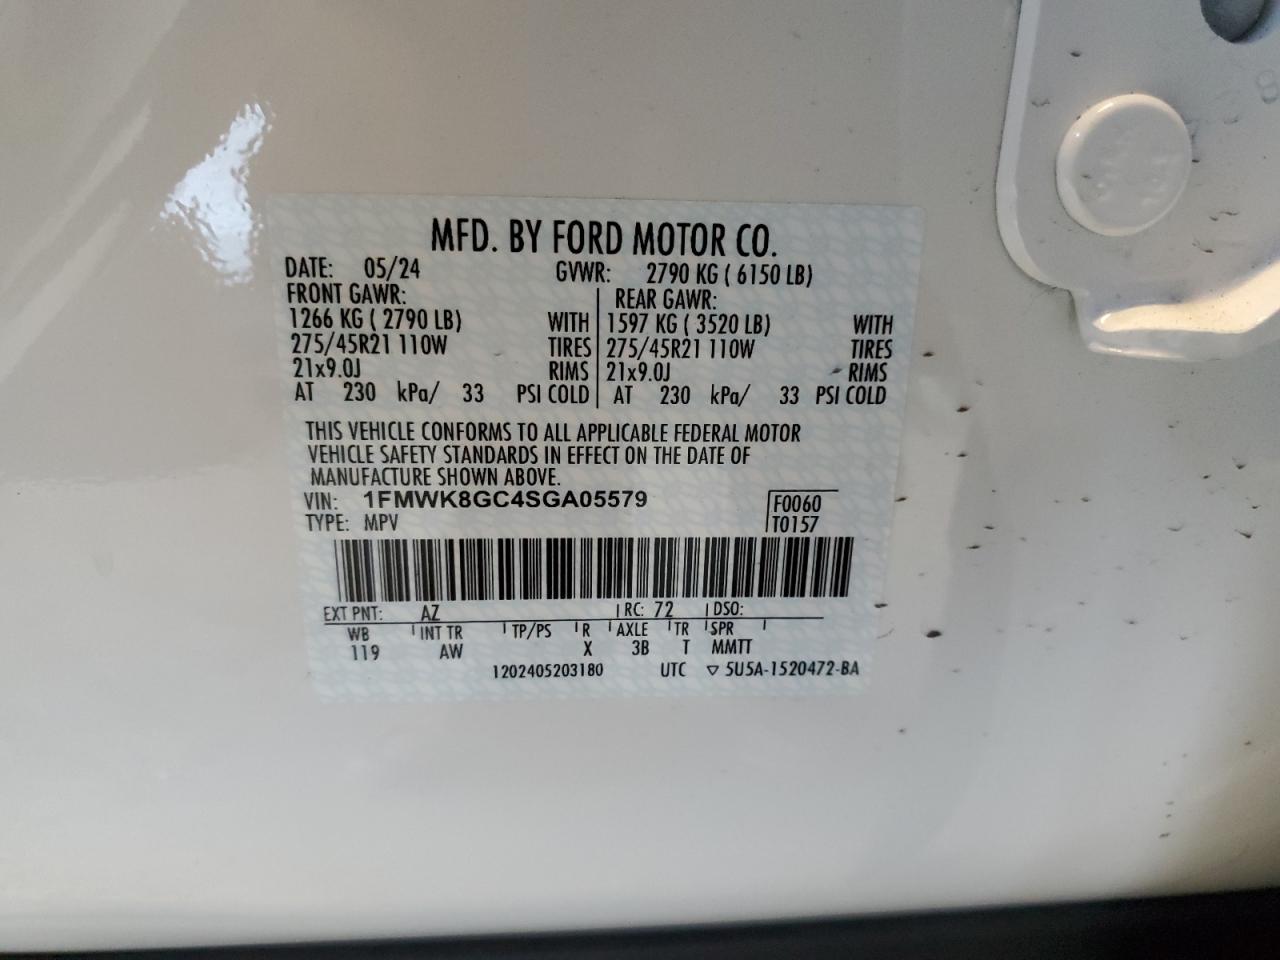 MFD. BY FORD MOTOR CO.
DATE: 05/24 GVWR: 2790 KG ( 6150 LB)
FRONT GAWR: REAR GAWR:
1266 KG ( 2790 LB) WITH 1597 KG ( 3520 LB) WITH
275/45R21 110W TIRES 275/45R21 110W TIRES
21x9.0J RIMS 21x9.0J RIMS
AT 230 kPa/ 33 PSI COLD AT 230 kPa/ 33 PSI COLD
THIS VEHICLE CONFORMS TO ALL APPLICABLE FEDERAL MOTOR
VEHICLE SAFETY STANDARDS IN EFFECT ON THE DATE OF
MANUFACTURE SHOWN ABOVE.
VIN: 1FMWK8GC4SGA05579 F0060
TYPE: MPV T0157
EXT PNT: AZ RC: 72 DSO:
WB INT TR TP/PS R AXLE TR SPR
119 AW X 3B T MMTT
1202405203180 UTC ▽ 5U5A-1520472-BA